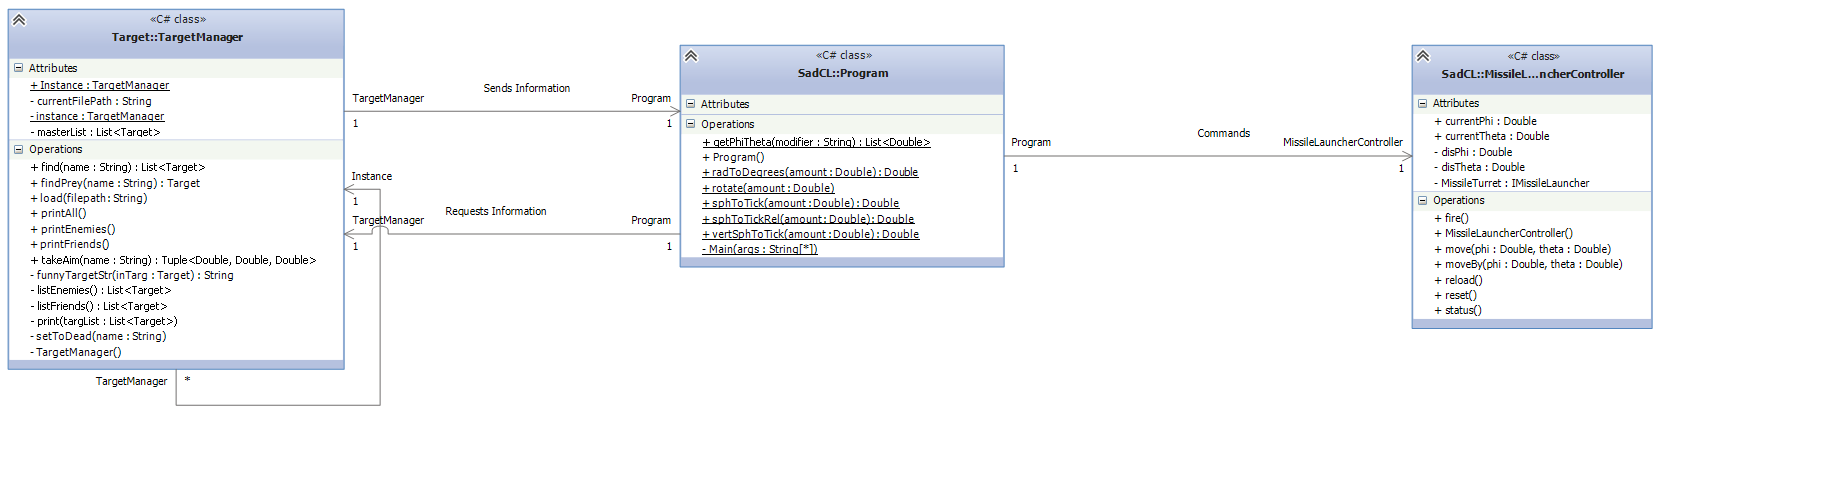 «C# class»
Target::TargetManager
Attributes
+ Instance : TargetManager
- currentFilePath : String
- instance : TargetManager
- masterList : List<Target>
Operations
+ find(name : String) : List<Target>
+ findPrey(name : String) : Target
+ load(filepath : String)
+ printAll()
+ printEnemies()
+ printFriends()
+ takeAim(name : String) : Tuple<Double, Double, Double>
- funnyTargetStr(inTarg : Target) : String
- listEnemies() : List<Target>
- listFriends() : List<Target>
- print(targList : List<Target>)
- setToDead(name : String)
- TargetManager()
TargetManager
*
Instance
1
TargetManager
Sends Information
Program
1
1
Requests Information
TargetManager
Program
1
1
«C# class»
SadCL::Program
Attributes
Operations
+ getPhiTheta(modifier : String) : List<Double>
+ Program()
+ radToDegrees(amount : Double) : Double
+ rotate(amount : Double)
+ sphToTick(amount : Double) : Double
+ sphToTickRel(amount : Double) : Double
+ vertSphToTick(amount : Double) : Double
- Main(args : String[*])
Program
Commands
MissileLauncherController
1
1
«C# class»
SadCL::MissileL...ncherController
Attributes
+ currentPhi : Double
+ currentTheta : Double
- disPhi : Double
- disTheta : Double
- MissileTurret : IMissileLauncher
Operations
+ fire()
+ MissileLauncherController()
+ move(phi : Double, theta : Double)
+ moveBy(phi : Double, theta : Double)
+ reload()
+ reset()
+ status()